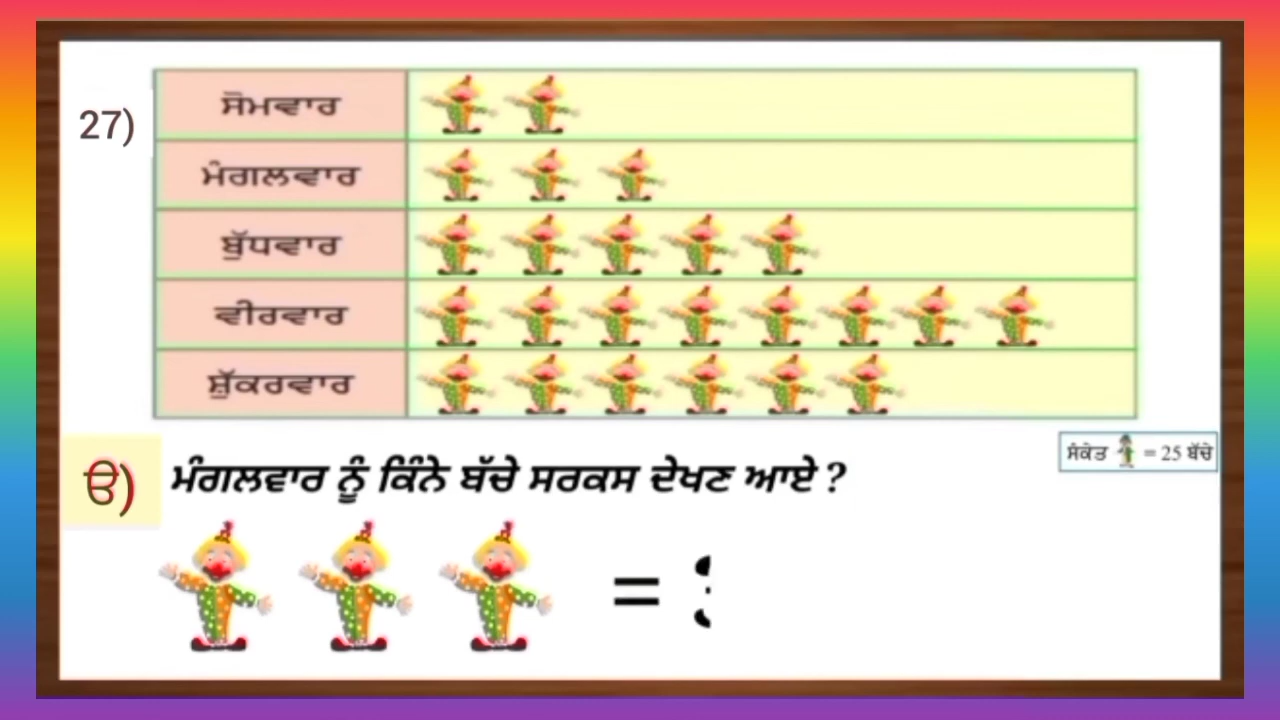 27)
ਸੋਮਵਾਰ
ਮੰਗਲਵਾਰ
ਬੁੱਧਵਾਰ
ਵੀਰਵਾਰ
ਸ਼ੁੱਕਰਵਾਰ
ਸੰਕੇਤ = 25 ਬੱਚੇ
ੳ) ਮੰਗਲਵਾਰ ਨੂੰ ਕਿੰਨੇ ਬੱਚੇ ਸਰਕਸ ਦੇਖਣ ਆਏ ?
=